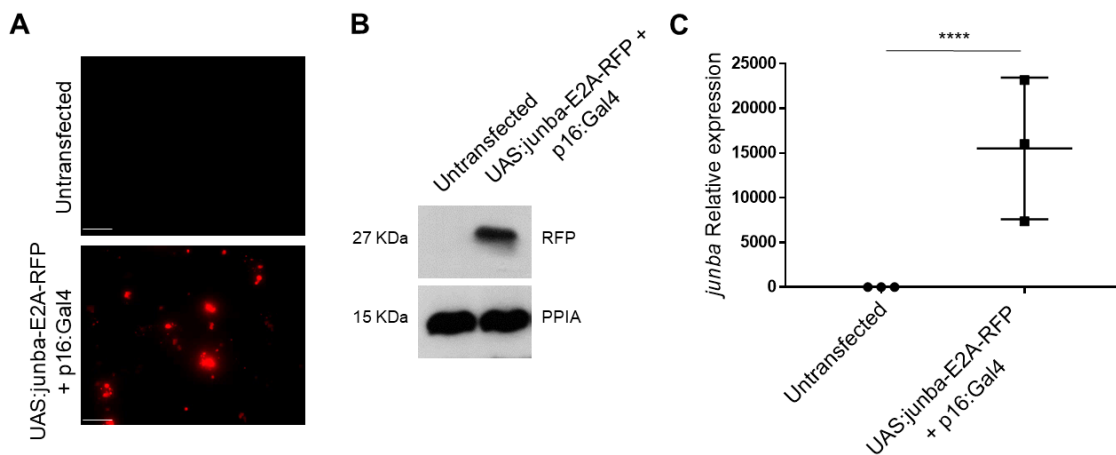 A
Untransfected
UAS:junba-E2A-RFP
+ p16:Gal4
B
Untransfected
UAS:junba-E2A-RFP +
p16:Gal4
27 KDa
RFP
15 KDa
PPIA
C
****
junba Relative expression
25000
20000
15000
10000
5000
0
Untransfected
UAS:junba-E2A-RFP
+ p16:Gal4